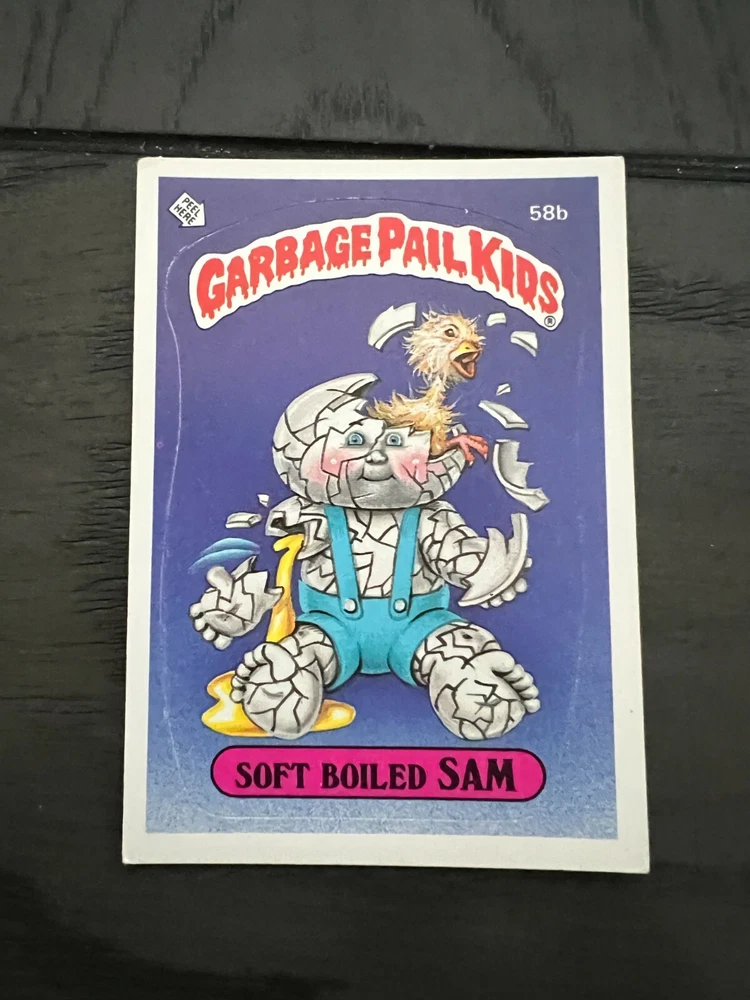 PEEL
HERE
58b
GARBAGE PAIL KIDS
®
SOFT BOILED SAM